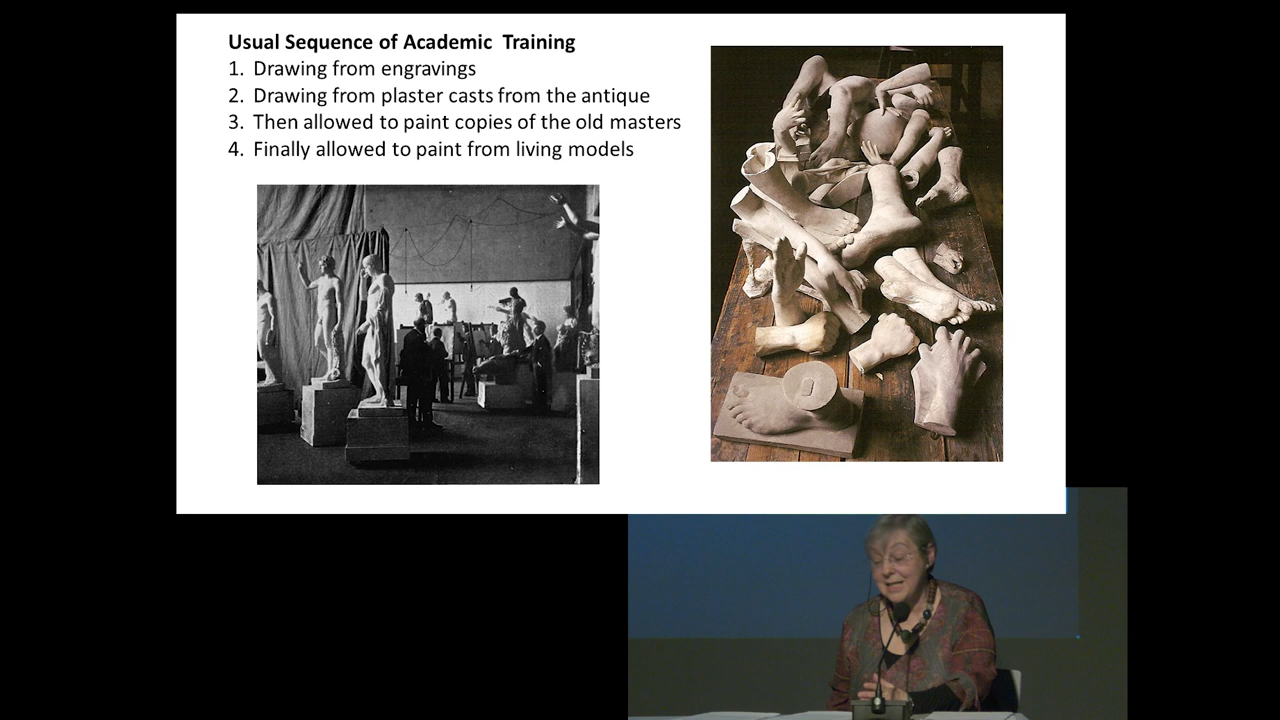 Usual Sequence of Academic Training
1. Drawing from engravings
2. Drawing from plaster casts from the antique
3. Then allowed to paint copies of the old masters
4. Finally allowed to paint from living models